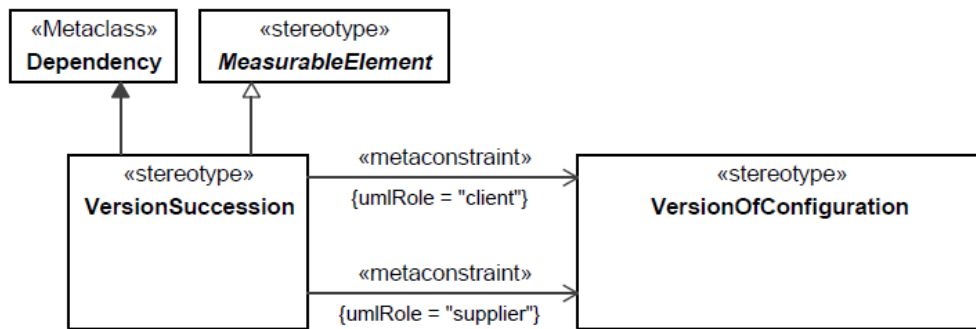 «Metaclass»
Dependency
«stereotype»
MeasurableElement
«stereotype»
VersionSuccession
«metaconstraint»
{umlRole = "client"}
«metaconstraint»
{umlRole = "supplier"}
«stereotype»
VersionOfConfiguration